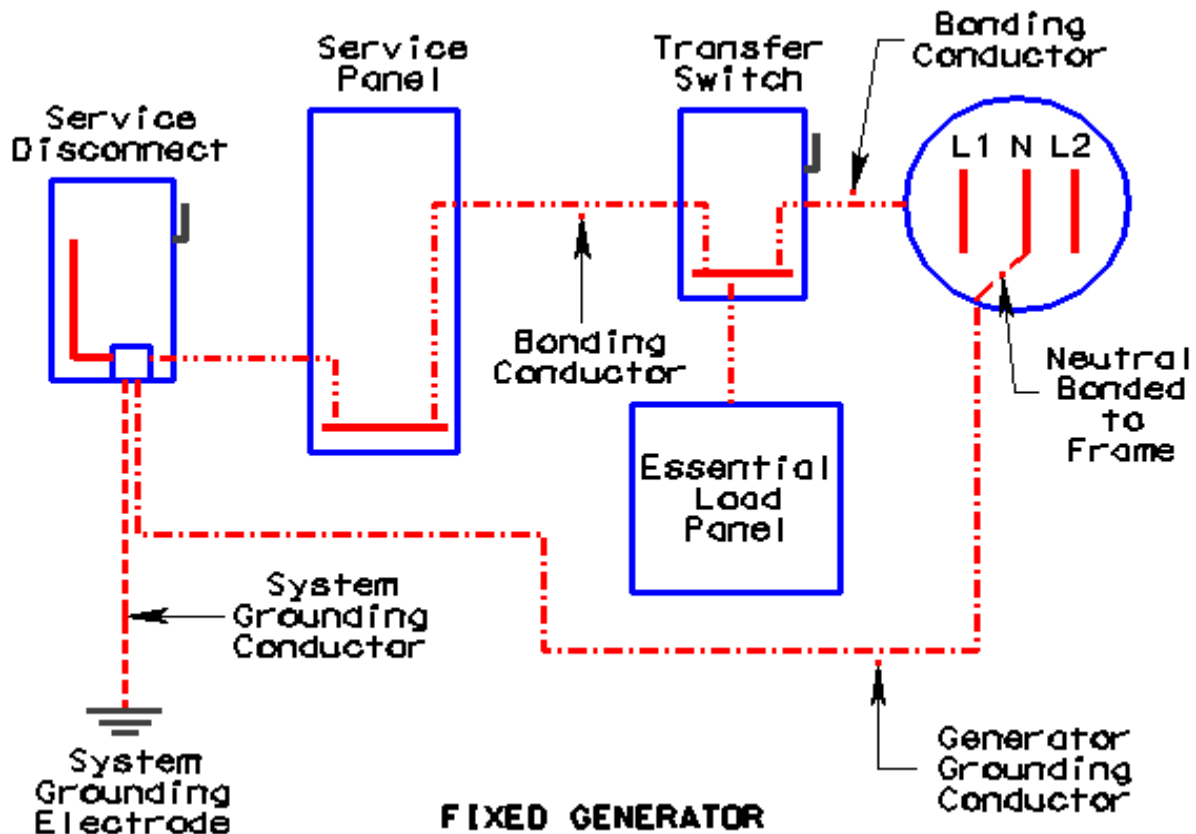 Service
Panel
Transfer
Switch
Bonding
Conductor
Service
Disconnect
L1 N L2
Bonding
Conductor
Neutral
Bonded
to
Frame
Essential
Load
Panel
System
Grounding
Conductor
System
Grounding
Electrode
Generator
Grounding
Conductor
FIXED GENERATOR